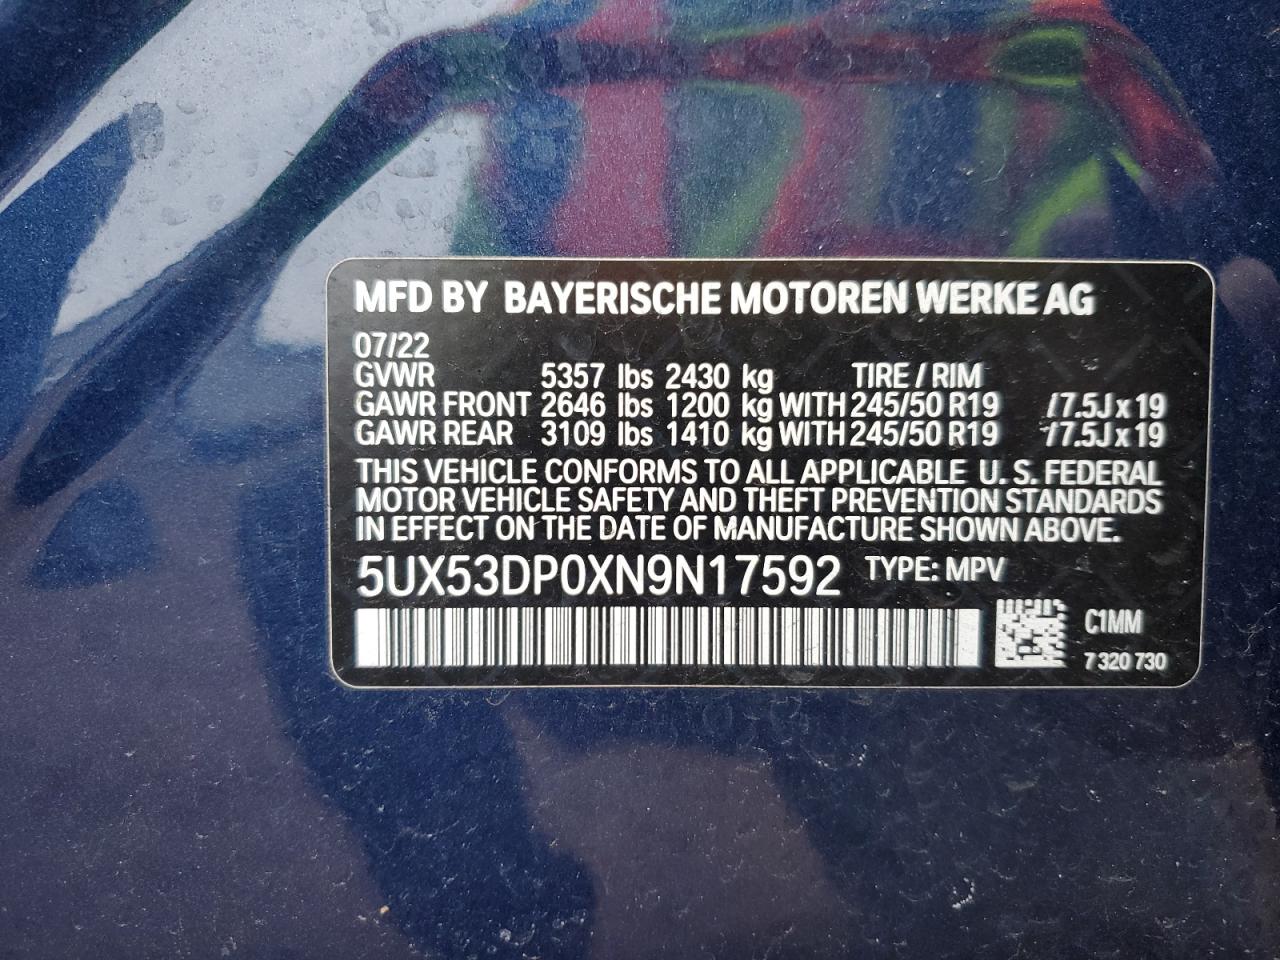 MFD BY BAYERISCHE MOTOREN WERKE AG
07/22
GVWR 5357 lbs 2430 kg TIRE / RIM
GAWR FRONT 2646 lbs 1200 kg WITH 245/50 R19 /7.5J x 19
GAWR REAR 3109 lbs 1410 kg WITH 245/50 R19 /7.5J x 19
THIS VEHICLE CONFORMS TO ALL APPLICABLE U. S. FEDERAL
MOTOR VEHICLE SAFETY AND THEFT PREVENTION STANDARDS
IN EFFECT ON THE DATE OF MANUFACTURE SHOWN ABOVE.
5UX53DP0XN9N17592 TYPE: MPV
C1MM
7 320 730